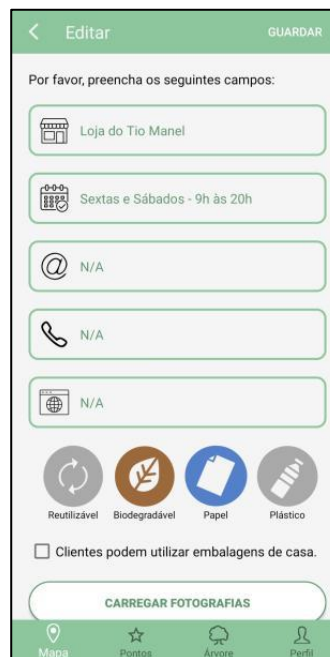 Editar
GUARDAR
Por favor, preencha os seguintes campos:
Loja do Tio Manel
Sextas e Sábados - 9h às 20h
@ N/A
N/A
N/A
Reutilizável Biodegradável Papel Plástico
Clientes podem utilizar embalagens de casa.
CARREGAR FOTOGRAFIAS
Mapa Pontos Árvore Perfil